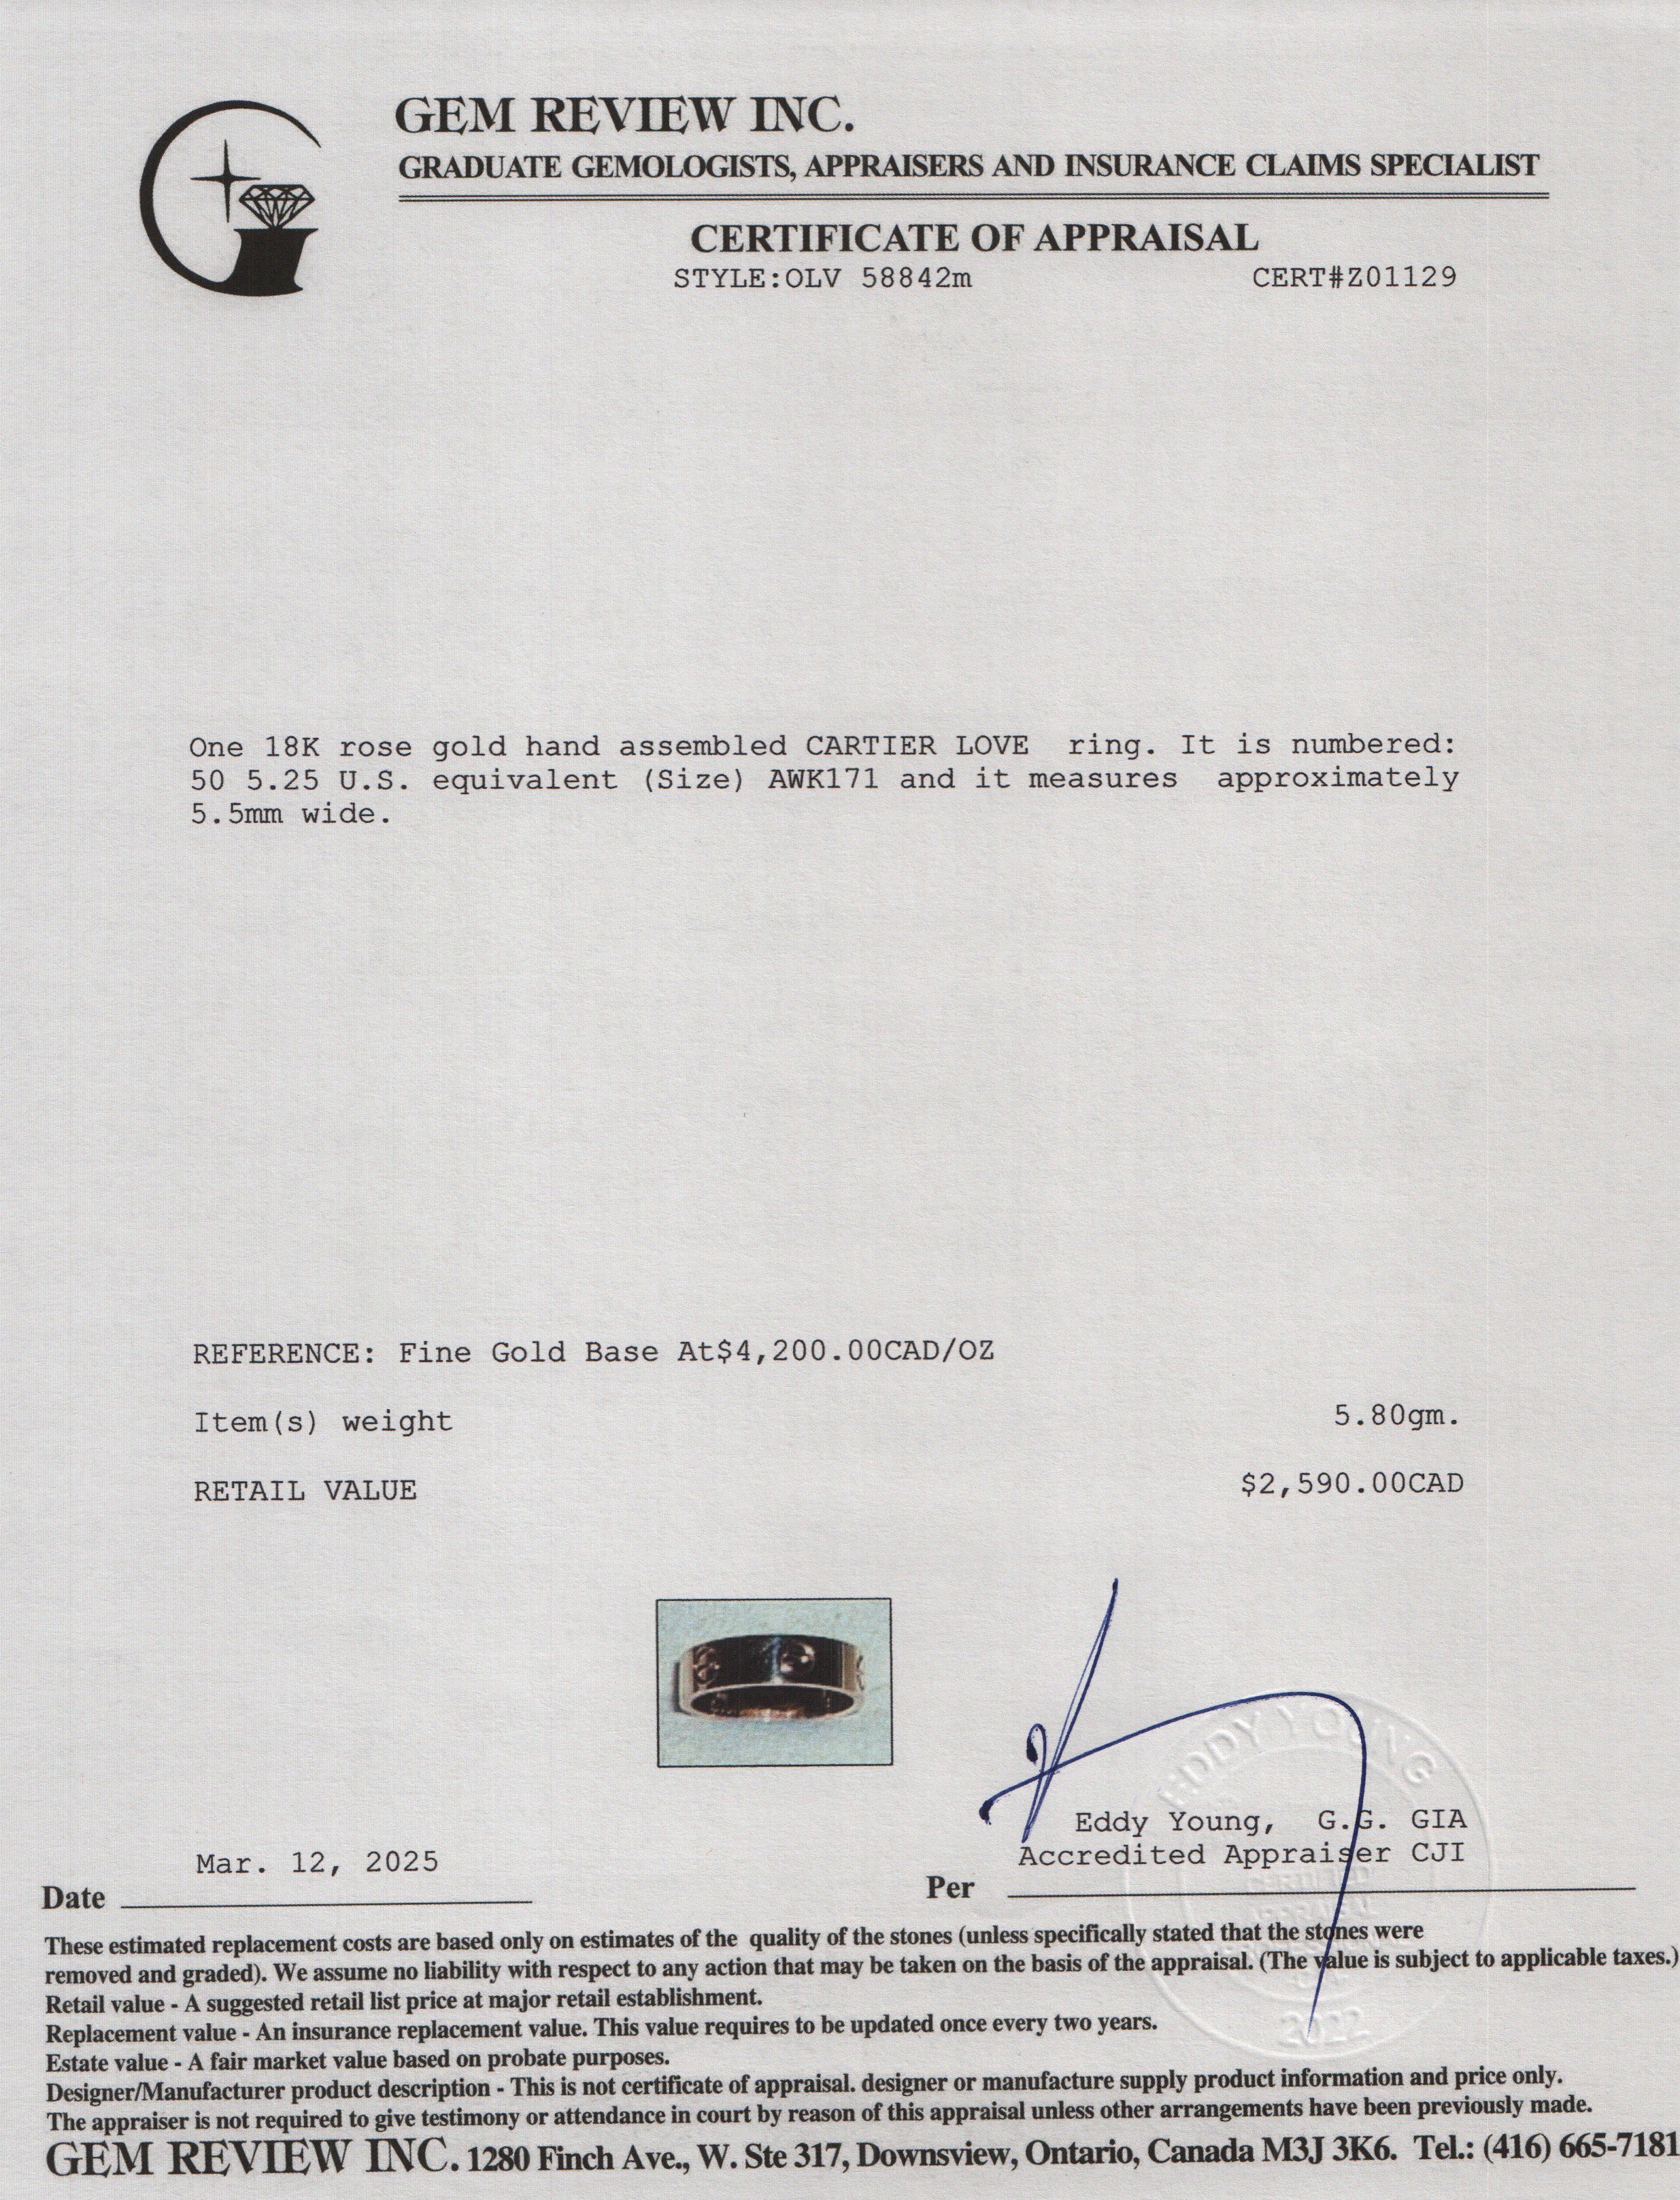 GEM REVIEW INC.
GRADUATE GEMOLOGISTS, APPRAISERS AND INSURANCE CLAIMS SPECIALIST
CERTIFICATE OF APPRAISAL
STYLE:OLV 58842m CERT#Z01129
One 18K rose gold hand assembled CARTIER LOVE ring. It is numbered:
50 5.25 U.S. equivalent (Size) AWK171 and it measures approximately
5.5mm wide.
REFERENCE: Fine Gold Base At$4,200.00CAD/OZ
Item(s) weight 5.80gm.
RETAIL VALUE $2,590.00CAD
EDDY YOUNG
Eddy Young, G.G. GIA
Accredited Appraiser CJI
Mar. 12, 2025
Date Per
CERTIFIED
APPRAISAL
These estimated replacement costs are based only on estimates of the quality of the stones (unless specifically stated that the stones were
removed and graded). We assume no liability with respect to any action that may be taken on the basis of the appraisal. (The value is subject to applicable taxes.)
Retail value - A suggested retail list price at major retail establishment.
2022
Replacement value - An insurance replacement value. This value requires to be updated once every two years.
Estate value - A fair market value based on probate purposes.
Designer/Manufacturer product description - This is not certificate of appraisal. designer or manufacture supply product information and price only.
The appraiser is not required to give testimony or attendance in court by reason of this appraisal unless other arrangements have been previously made.
GEM REVIEW INC. 1280 Finch Ave., W. Ste 317, Downsview, Ontario, Canada M3J 3K6. Tel.: (416) 665-7181